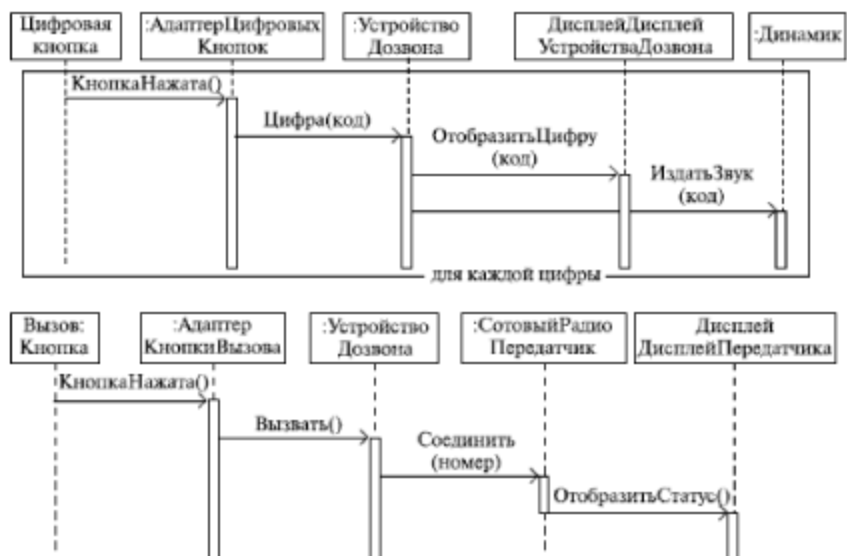 Цифровая
кнопка
:АдаптерЦифровых
Кнопок
:Устройство
Дозвона
ДисплейДисплей
УстройстваДозвона
:Динамик
КнопкаНажата()
Цифра(код)
ОтобразитьЦифру
(код)
ИздатьЗвук
(код)
для каждой цифры
Вызов:
Кнопка
:Адаптер
КнопкиВызова
:Устройство
Дозвона
:СотовыйРадио
Передатчик
Дисплей
ДисплейПередатчика
КнопкаНажата()
Вызвать()
Соединить
(номер)
ОтобразитьСтатус()